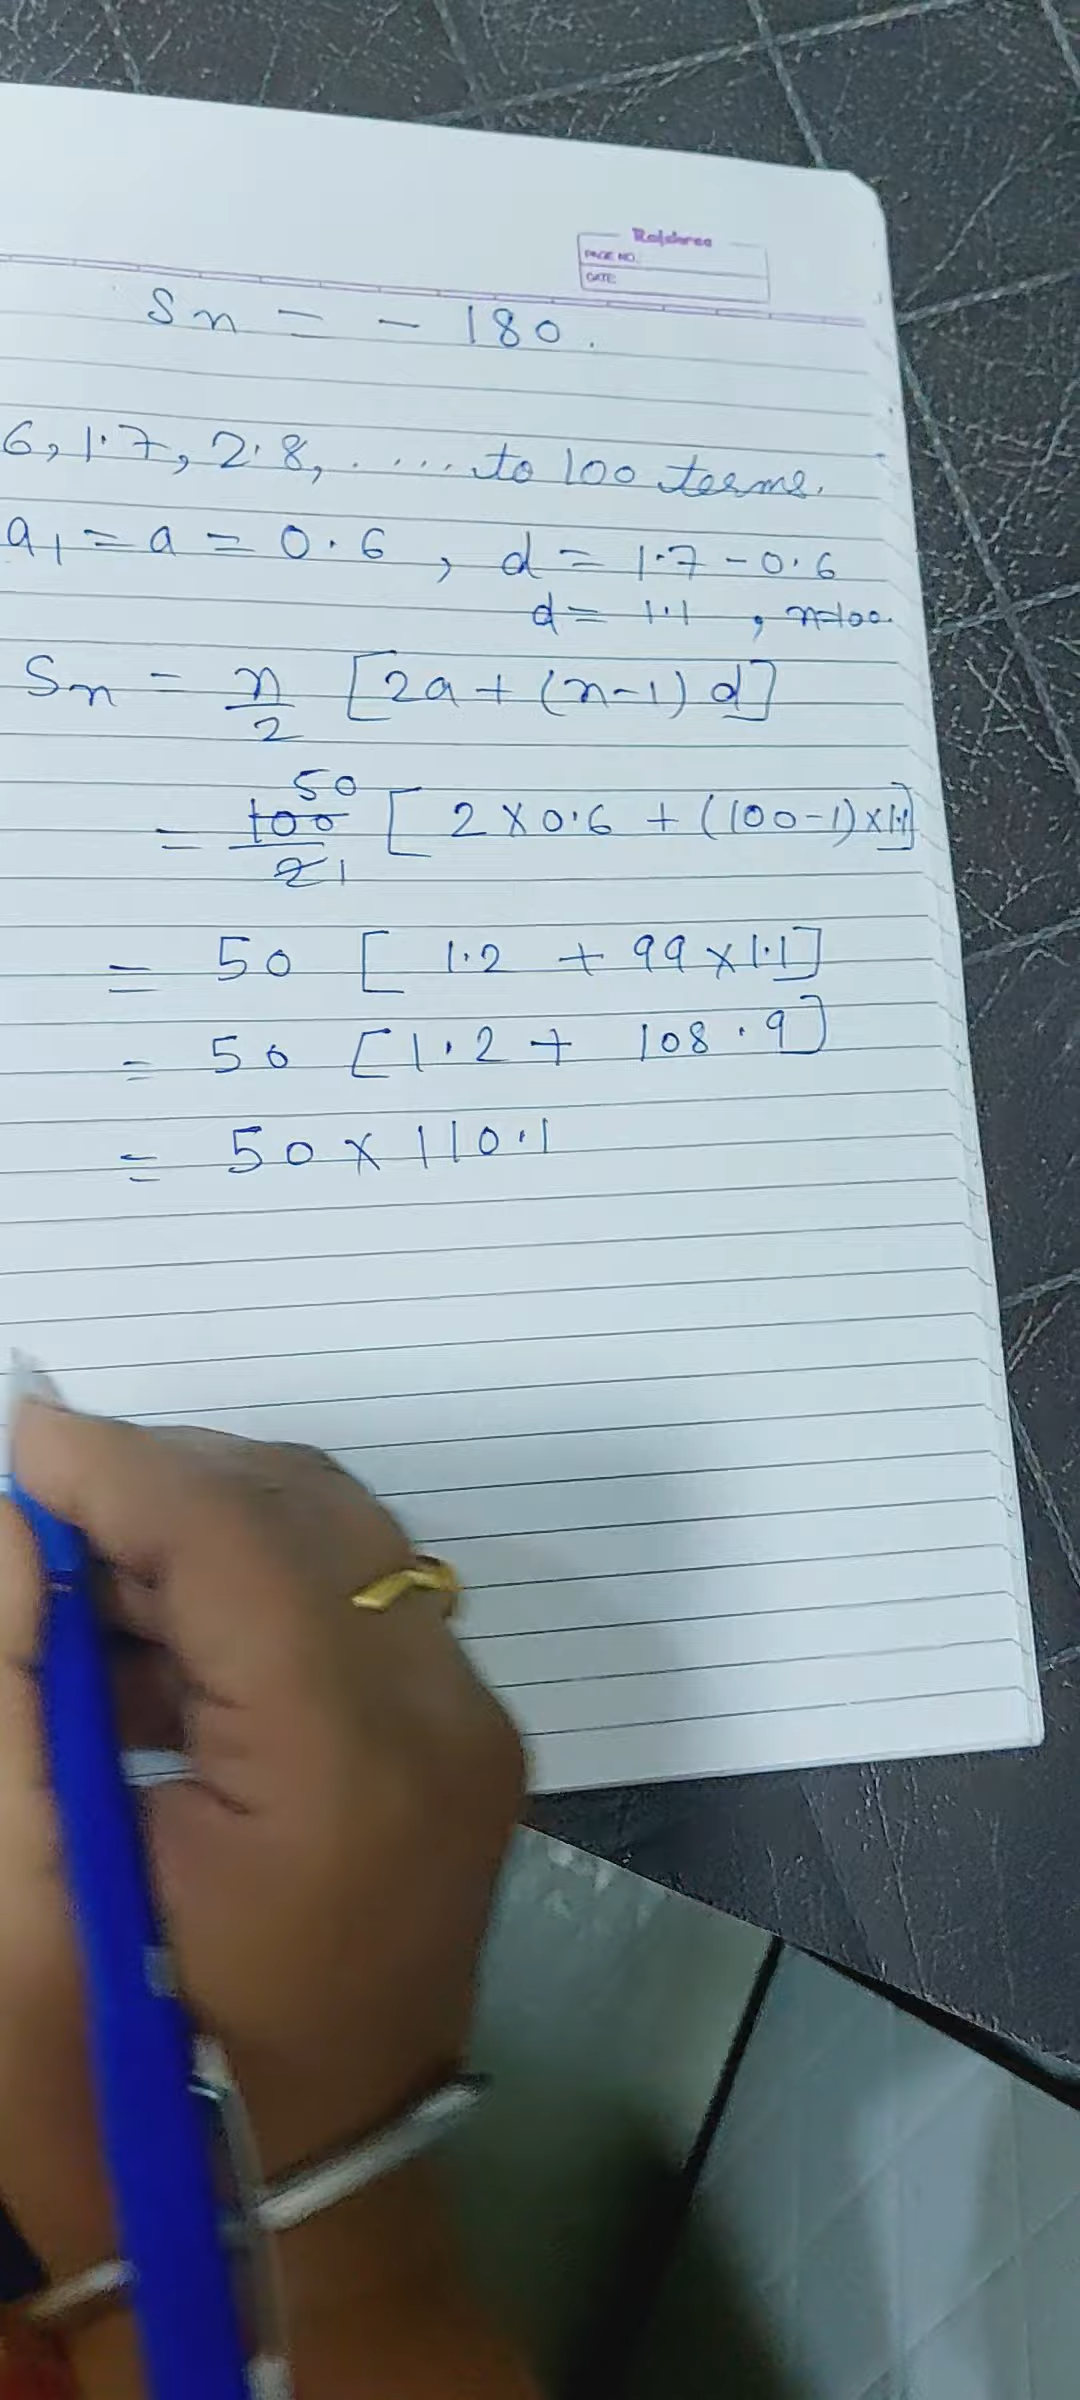 Rajshree
PAGE NO.
DATE:
Sn = - 180.
6, 1.7, 2.8, ..... to 100 terms.
a1 = a = 0.6 , d = 1.7 - 0.6
d = 1.1 , n=100.
Sn = n/2 [2a + (n-1) d]
50
= 100/2 1 [ 2 × 0.6 + (100-1) × 1.1]
= 50 [ 1.2 + 99 × 1.1]
= 50 [1.2 + 108.9]
= 50 × 110.1